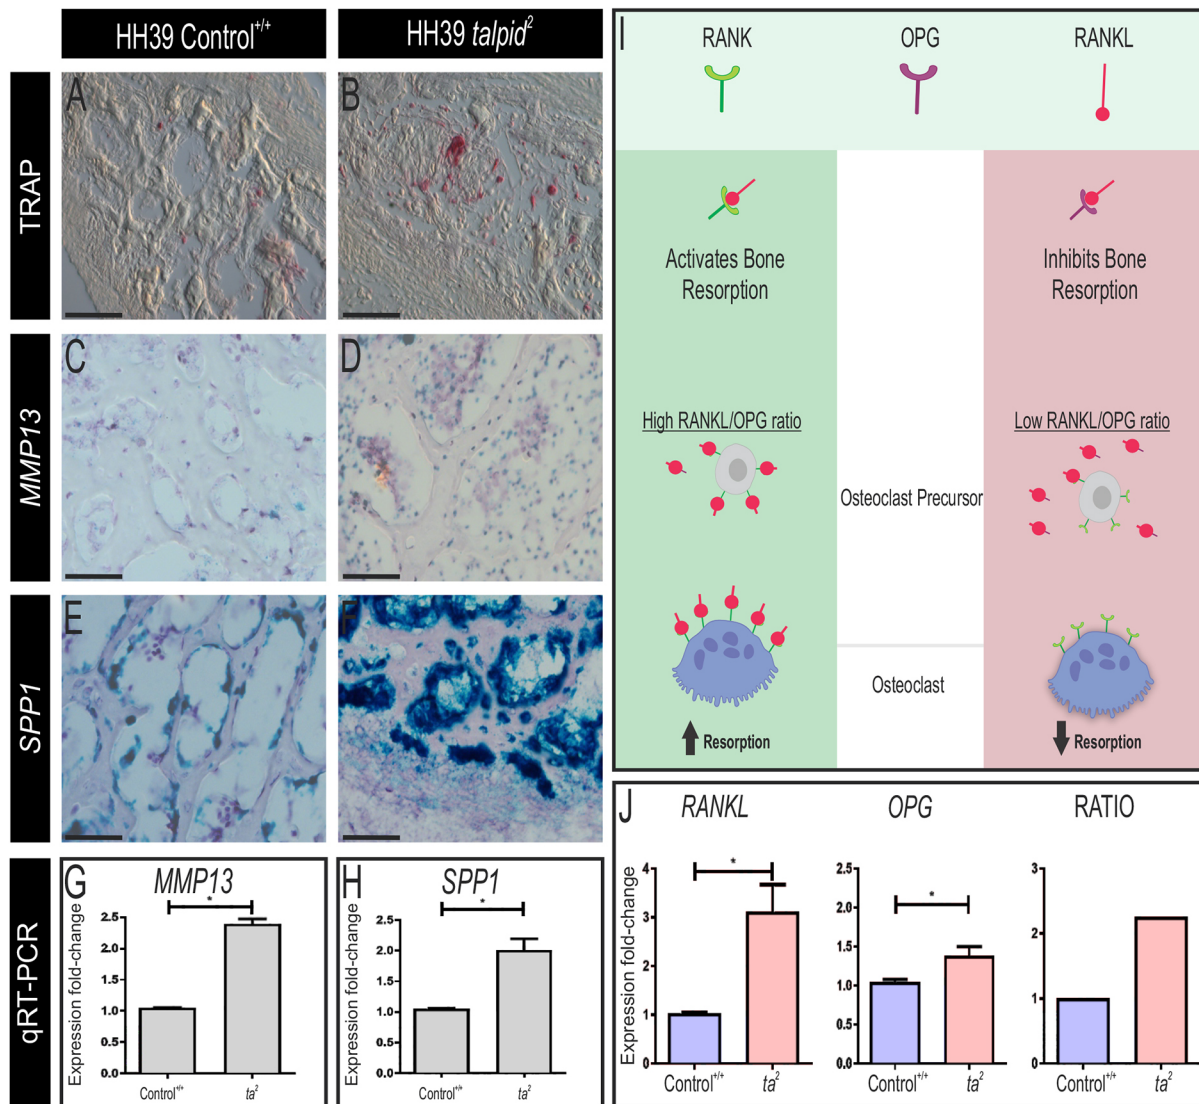 HH39 Control+/+
HH39 talpid2
TRAP
A
B
MMP13
C
D
SPP1
E
F
qRT-PCR
G
MMP13
*
Expression fold-change
2.5
2.0
1.5
1.0
0.5
0.0
Control+/+
ta2
H
SPP1
*
Expression fold-change
2.5
2.0
1.5
1.0
0.5
0.0
Control+/+
ta2
I
RANK
OPG
RANKL
Activates Bone
Resorption
Inhibits Bone
Resorption
High RANKL/OPG ratio
Low RANKL/OPG ratio
Osteoclast Precursor
Osteoclast
Resorption
Resorption
J
RANKL
*
Expression fold-change
4
3
2
1
0
Control+/+
ta2
OPG
*
2.5
2.0
1.5
1.0
0.5
0.0
Control+/+
ta2
RATIO
3
2
1
0
Control+/+
ta2